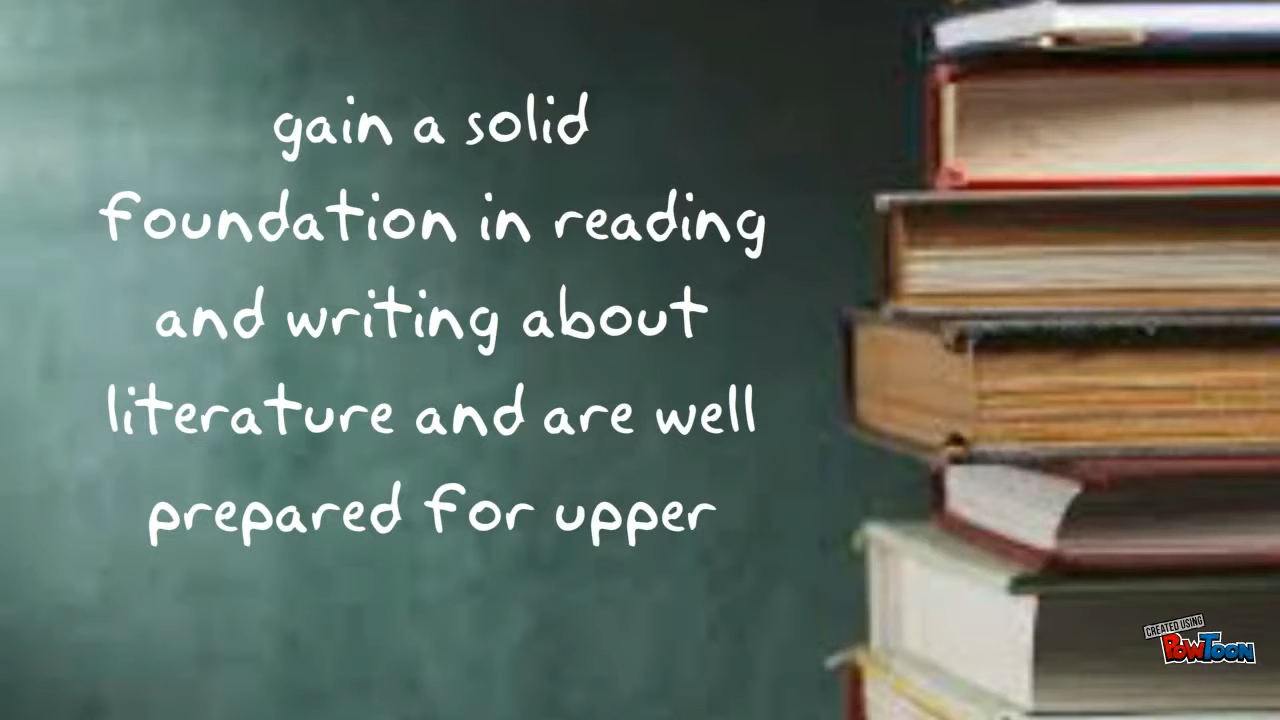 gain a solid
foundation in reading
and writing about
literature and are well
prepared for upper
CREATED USING
POWTOON